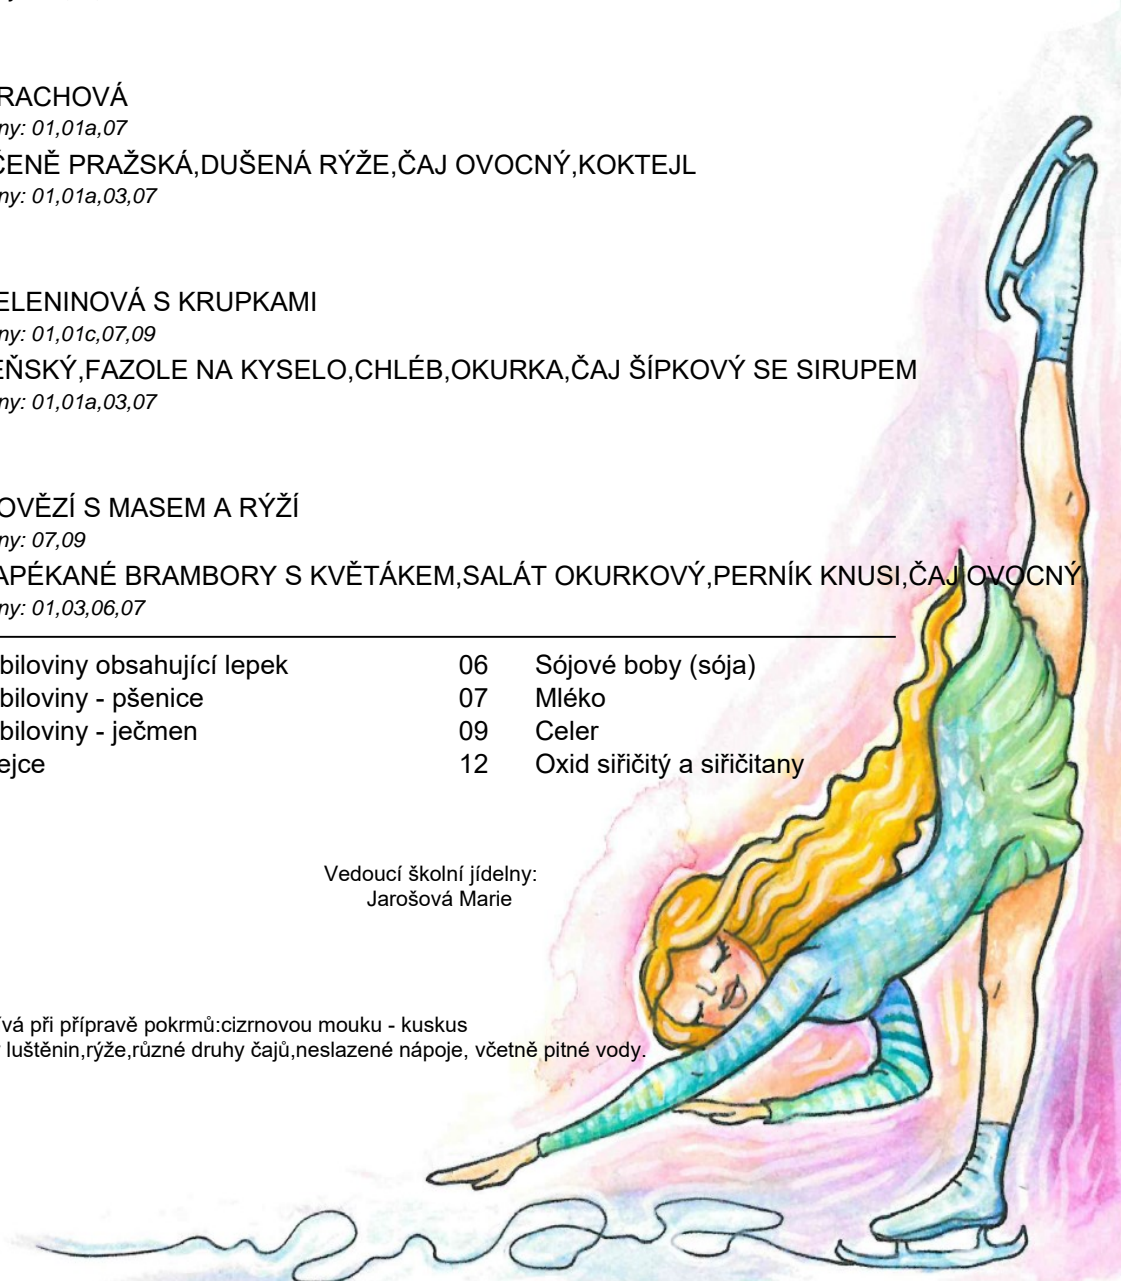 RACHOVÁ
ny: 01,01a,07
ČENĚ PRAŽSKÁ,DUŠENÁ RÝŽE,ČAJ OVOCNÝ,KOKTEJL
ny: 01,01a,03,07
ELENINOVÁ S KRUPKAMI
ny: 01,01c,07,09
EŇSKÝ,FAZOLE NA KYSELO,CHLÉB,OKURKA,ČAJ ŠÍPKOVÝ SE SIRUPEM
ny: 01,01a,03,07
OVĚZÍ S MASEM A RÝŽÍ
ny: 07,09
APÉKANÉ BRAMBORY S KVĚTÁKEM,SALÁT OKURKOVÝ,PERNÍK KNUSI,ČAJ OVOCNÝ
ny: 01,03,06,07
biloviny obsahující lepek 06 Sójové boby (sója)
biloviny - pšenice 07 Mléko
biloviny - ječmen 09 Celer
ejce 12 Oxid siřičitý a siřičitany
Vedoucí školní jídelny:
Jarošová Marie
ívá při přípravě pokrmů:cizrnovou mouku - kuskus
luštěnin,rýže,různé druhy čajů,neslazené nápoje, včetně pitné vody.